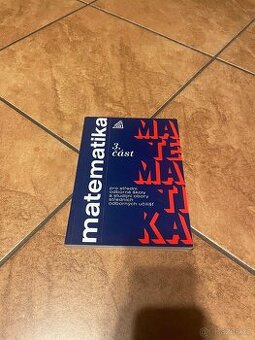 matematika
3.
část
pro střední
odborné školy
a studijní obory
středních
odborných učilišť
MA
TE
MA
TI
KA